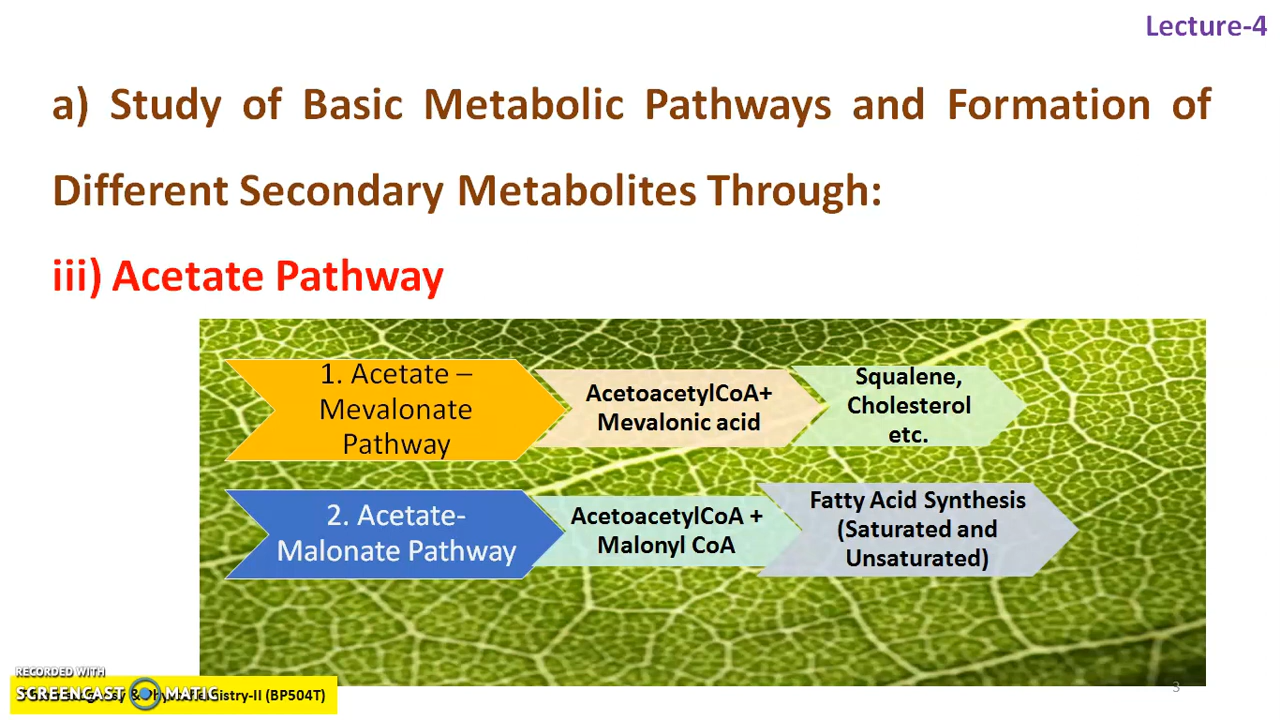 Lecture-4
a) Study of Basic Metabolic Pathways and Formation of
Different Secondary Metabolites Through:
iii) Acetate Pathway
1. Acetate –
Mevalonate
Pathway
AcetoacetylCoA+
Mevalonic acid
Squalene,
Cholesterol
etc.
2. Acetate-
Malonate Pathway
AcetoacetylCoA +
Malonyl CoA
Fatty Acid Synthesis
(Saturated and
Unsaturated)
RECORDED WITH
SCREENCAST MATIC
& (BP504T)
3